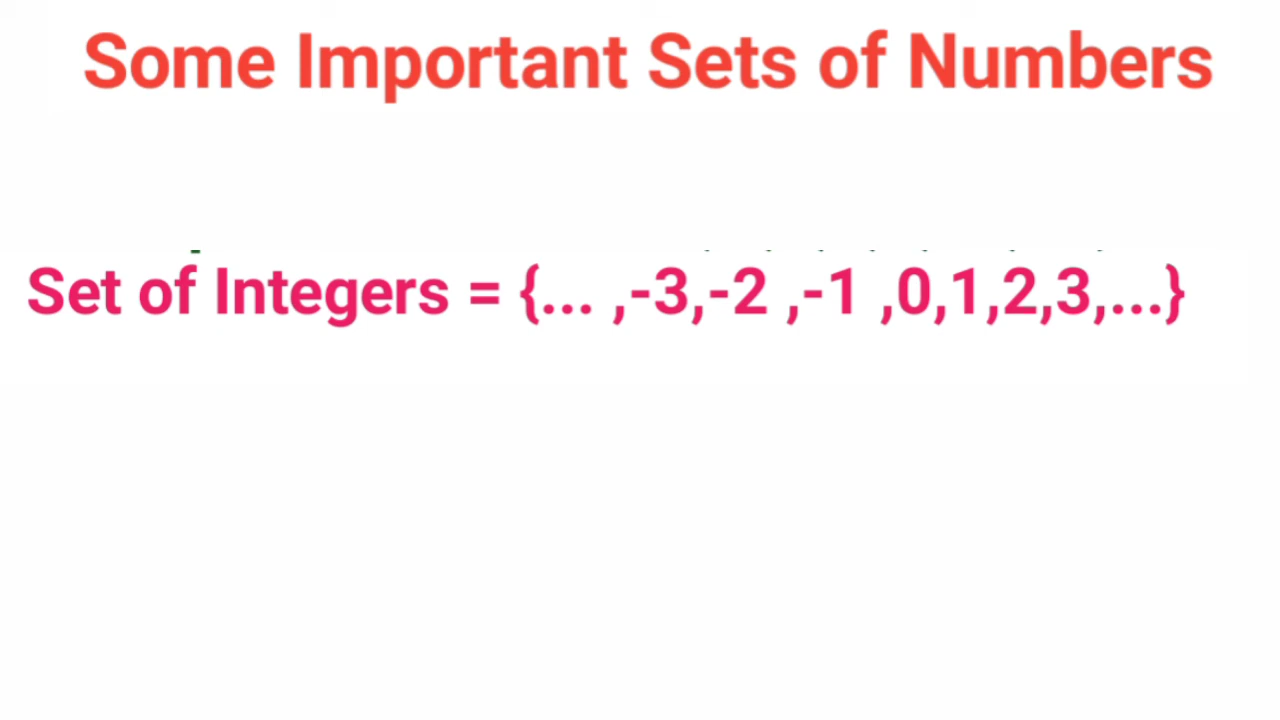 Some Important Sets of Numbers
Set of Integers = {... ,-3,-2 ,-1 ,0,1,2,3,...}